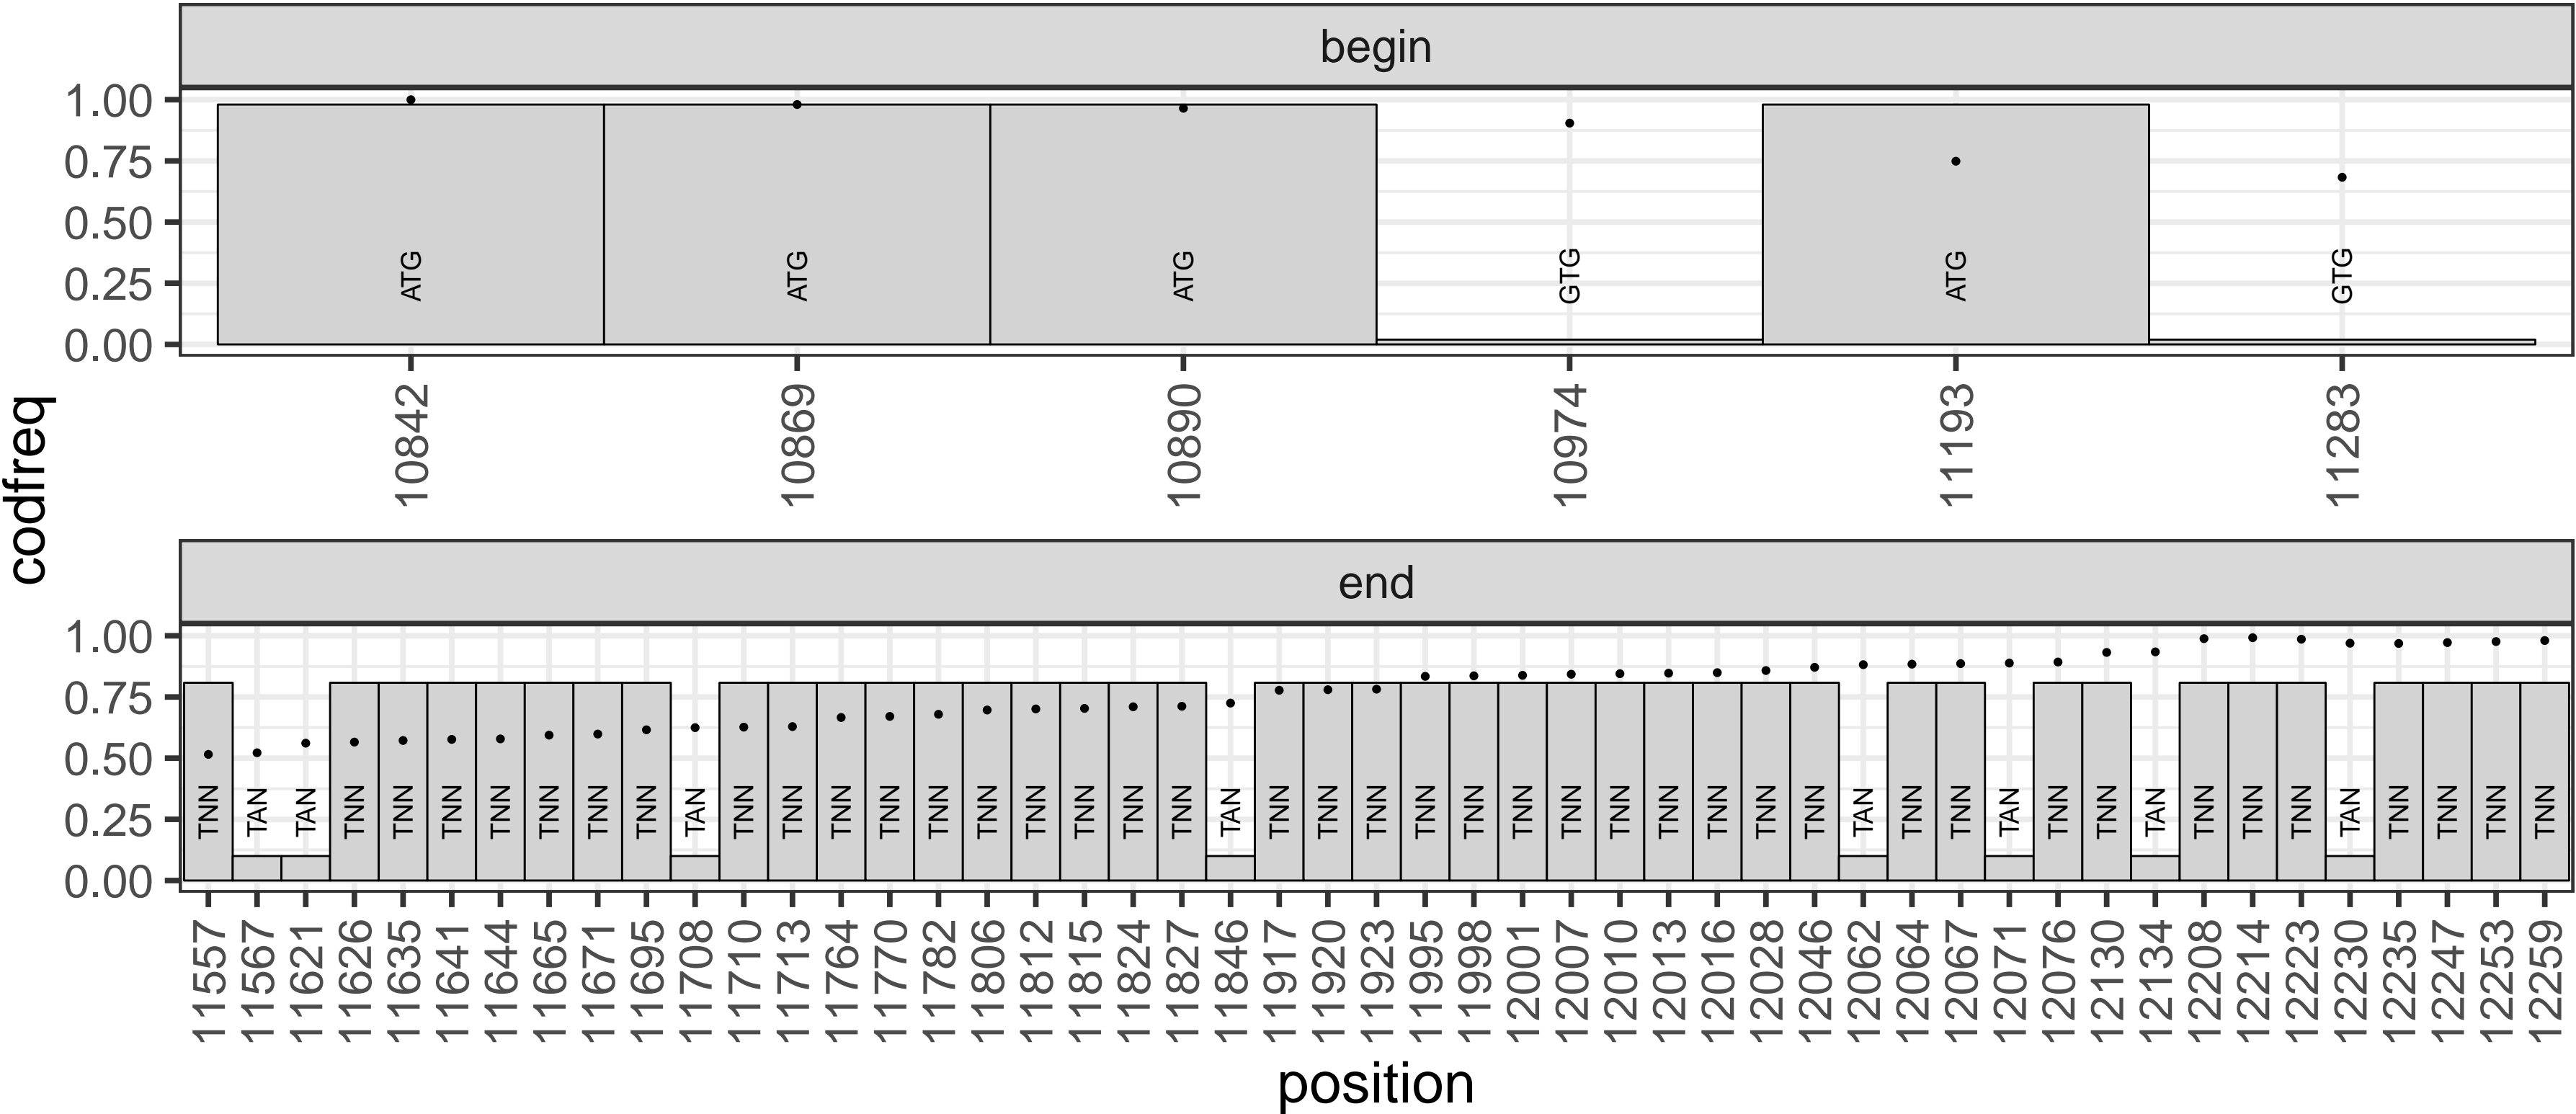 begin
codfreq
1.00
0.75
0.50
0.25
0.00
ATG ATG ATG GTG ATG GTG
10842 10869 10890 10974 11193 11283
end
1.00
0.75
0.50
0.25
0.00
TNN TAN TAN TNN TNN TNN TNN TNN TNN TNN TAN TNN TNN TNN TNN TNN TNN TNN TNN TNN TNN TAN TNN TNN TNN TNN TNN TNN TNN TNN TNN TNN TNN TNN TAN TNN TNN TAN TNN TNN TAN TNN TNN TNN TAN TNN TNN TNN TNN
11557 11567 11621 11626 11635 11641 11644 11665 11671 11695 11708 11710 11713 11764 11770 11782 11806 11812 11815 11824 11827 11846 11917 11920 11923 11995 11998 12001 12007 12010 12013 12016 12028 12046 12062 12064 12067 12071 12076 12130 12134 12208 12214 12223 12230 12235 12247 12253 12259
position